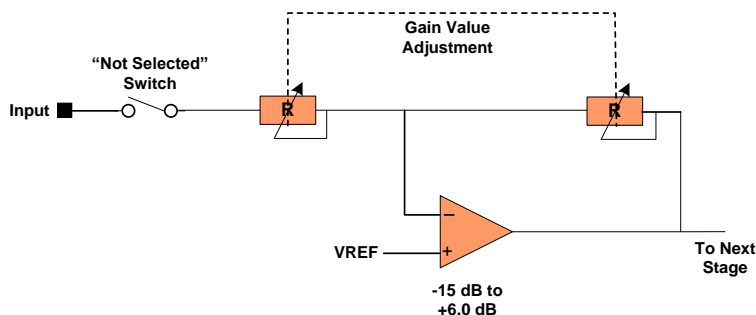 Gain Value
Adjustment
“Not Selected”
Switch
Input
R
R
−
VREF
+
To Next
Stage
-15 dB to
+6.0 dB